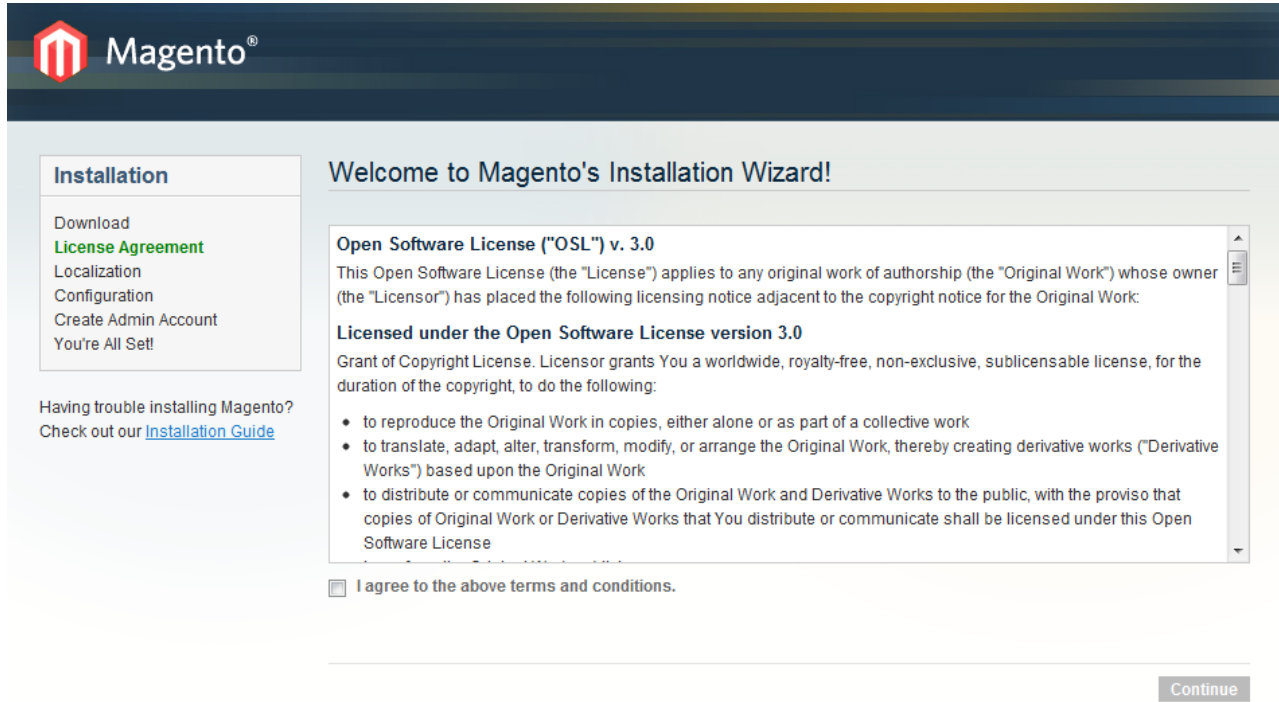 Magento®
Installation
Download
License Agreement
Localization
Configuration
Create Admin Account
You're All Set!
Having trouble installing Magento?
Check out our Installation Guide
Welcome to Magento's Installation Wizard!
Open Software License ("OSL") v. 3.0
This Open Software License (the "License") applies to any original work of authorship (the "Original Work") whose owner
(the "Licensor") has placed the following licensing notice adjacent to the copyright notice for the Original Work:
Licensed under the Open Software License version 3.0
Grant of Copyright License. Licensor grants You a worldwide, royalty-free, non-exclusive, sublicensable license, for the
duration of the copyright, to do the following:
• to reproduce the Original Work in copies, either alone or as part of a collective work
• to translate, adapt, alter, transform, modify, or arrange the Original Work, thereby creating derivative works ("Derivative
Works") based upon the Original Work
• to distribute or communicate copies of the Original Work and Derivative Works to the public, with the proviso that
copies of Original Work or Derivative Works that You distribute or communicate shall be licensed under this Open
Software License
I agree to the above terms and conditions.
Continue